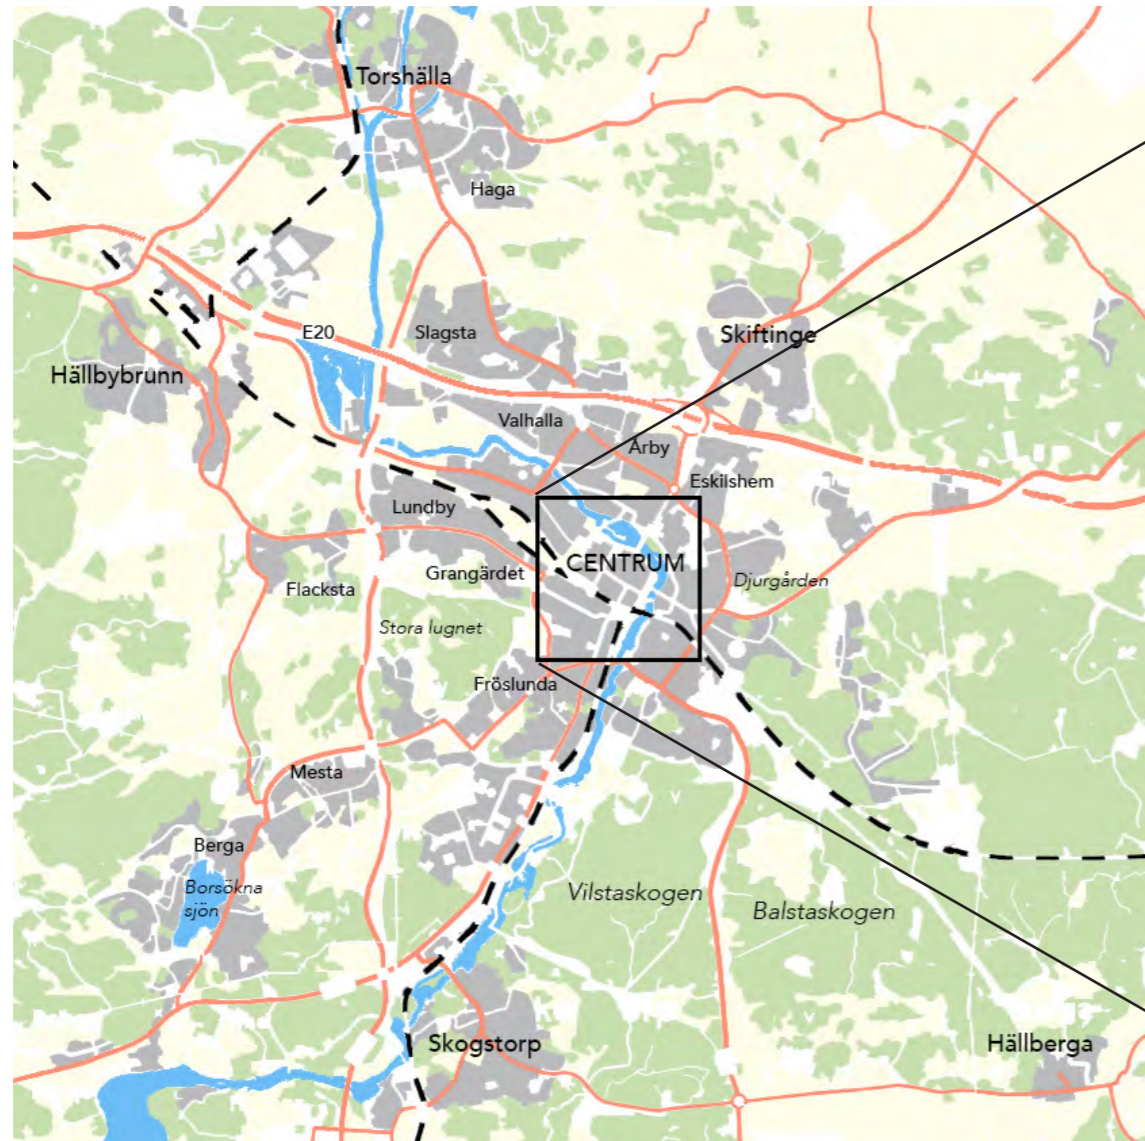 Torshälla
Haga
E20
Slagsta
Skiftinge
Hällbybrunn
Valhalla
Årby
Eskilshem
Lundby
CENTRUM
Grangärdet
Djurgården
Flacksta
Stora lugnet
Fröslunda
Mesta
Berga
Borsökna
sjön
Vilstaskogen
Balstaskogen
Skogstorp
Hällberga